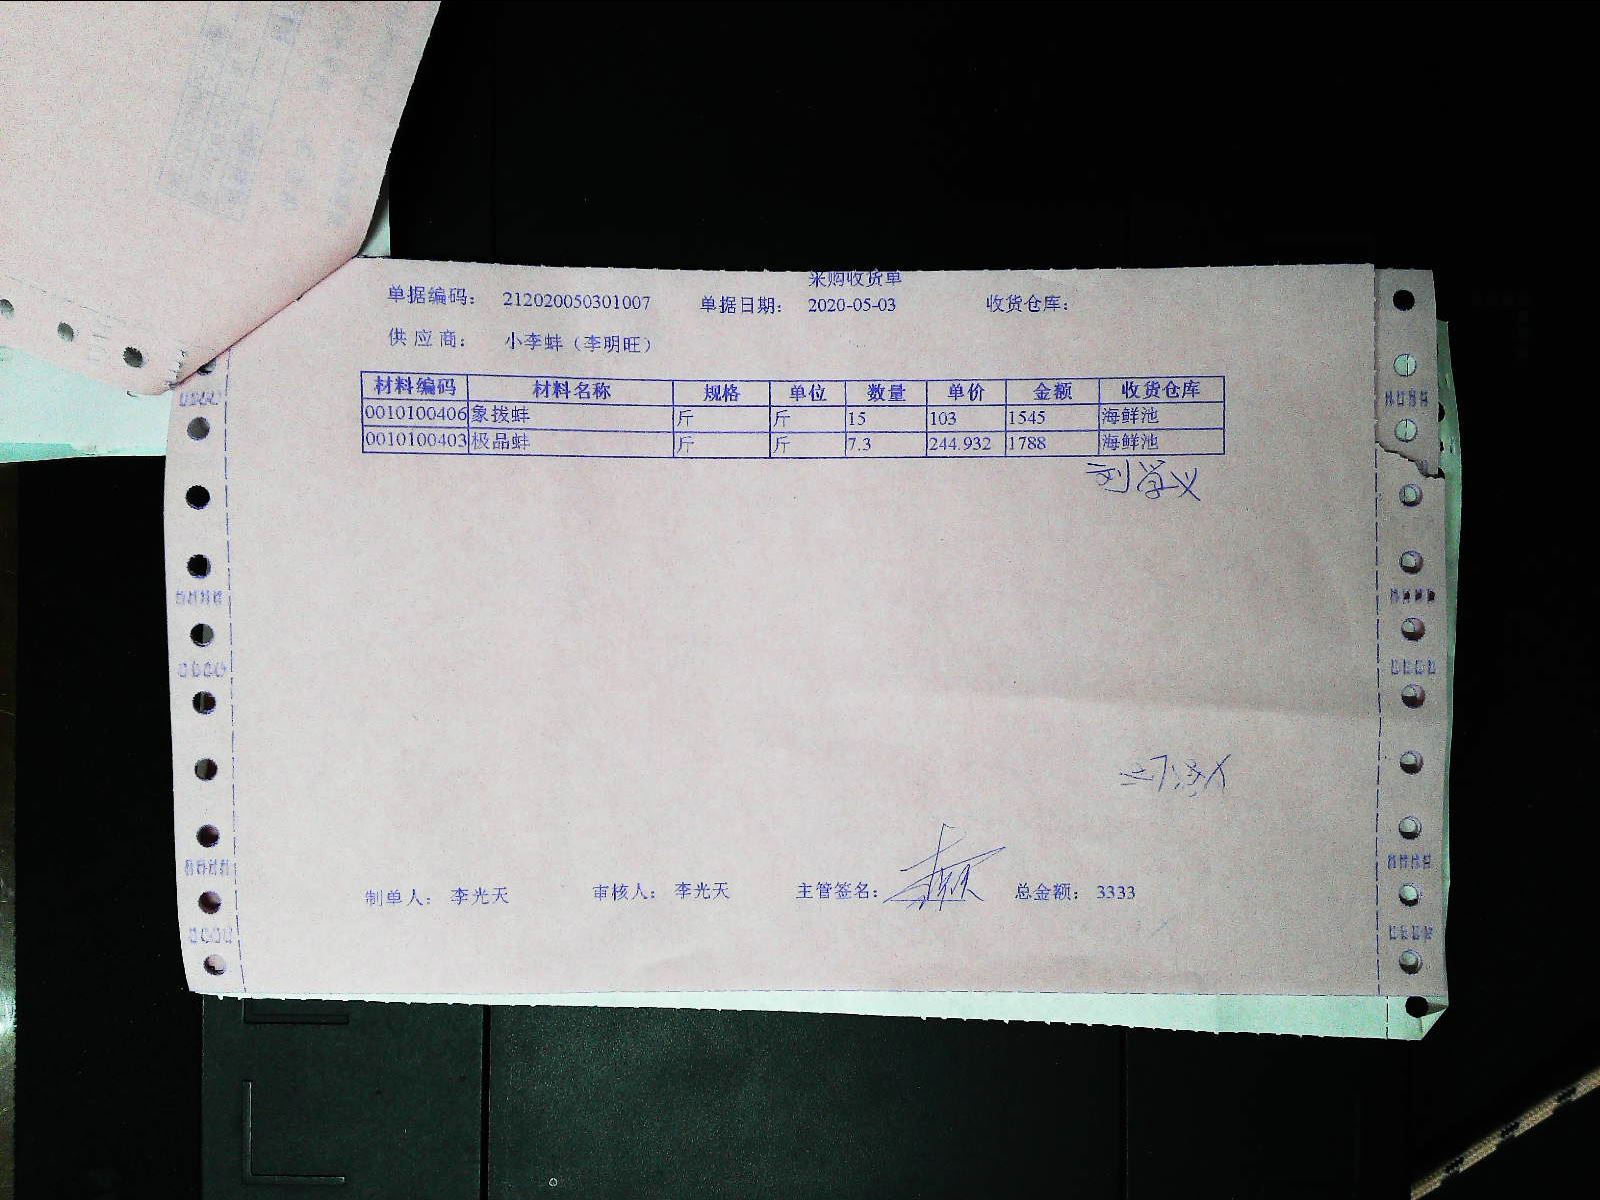 采购收货单
单据编码： 212020050301007 单据日期： 2020-05-03 收货仓库：
供 应 商： 小李蚌（李明旺）
材料编码 材料名称 规格 单位 数量 单价 金额 收货仓库
0010100406 象拔蚌 斤 斤 15 103 1545 海鲜池
0010100403 极品蚌 斤 斤 7.3 244.932 1788 海鲜池
刘学义
制单人： 李光天 审核人： 李光天 主管签名： 总金额： 3333